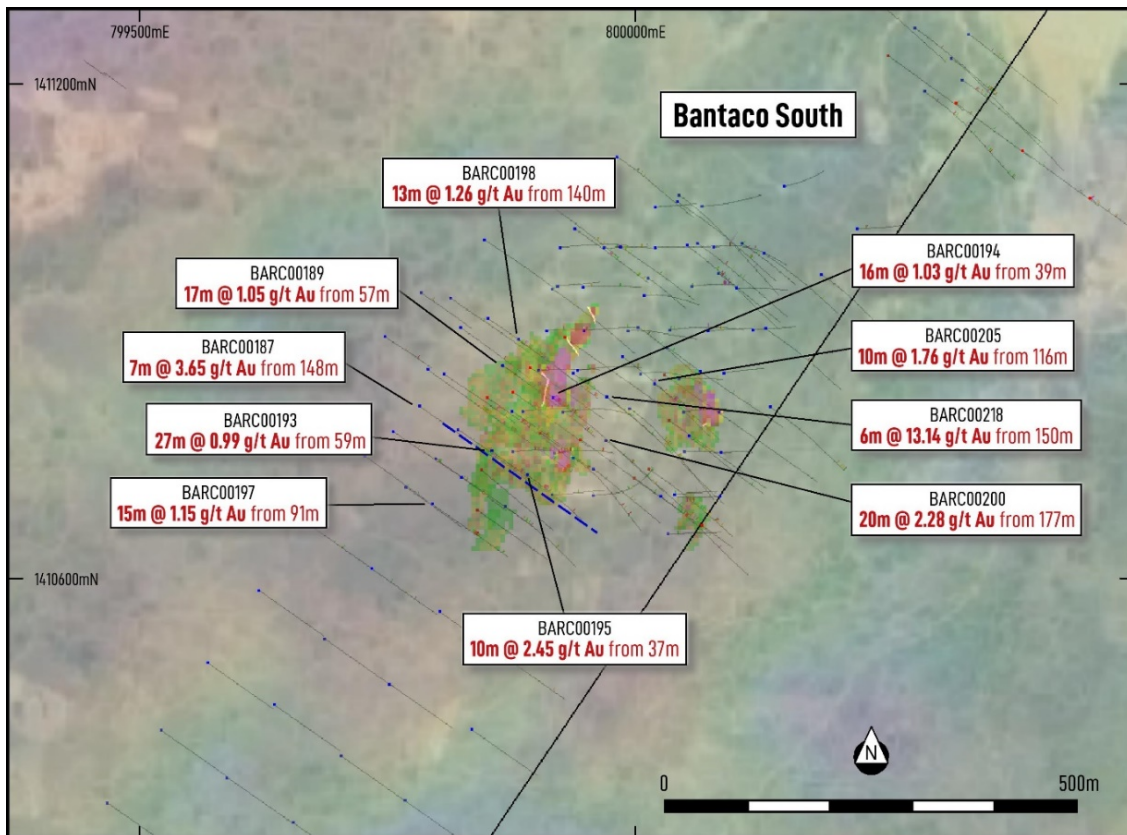 799500mE
800000mE
1411200mN
Bantaco South
BARC00198
13m @ 1.26 g/t Au from 140m
BARC00194
16m @ 1.03 g/t Au from 39m
BARC00189
17m @ 1.05 g/t Au from 57m
BARC00205
10m @ 1.76 g/t Au from 116m
BARC00187
7m @ 3.65 g/t Au from 148m
BARC00218
6m @ 13.14 g/t Au from 150m
BARC00193
27m @ 0.99 g/t Au from 59m
BARC00197
15m @ 1.15 g/t Au from 91m
BARC00200
20m @ 2.28 g/t Au from 177m
1410600mN
BARC00195
10m @ 2.45 g/t Au from 37m
N
0
500m